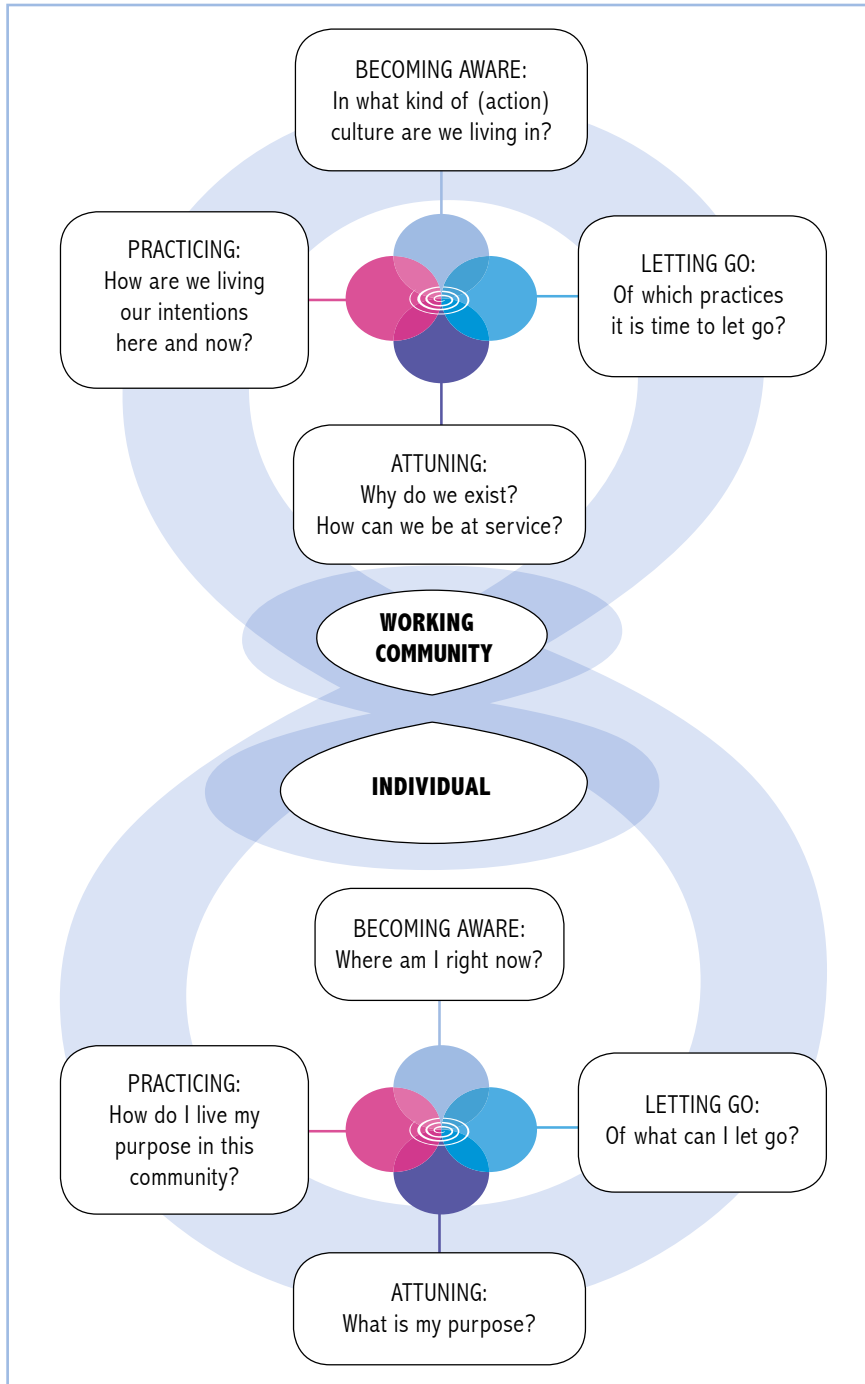 BECOMING AWARE:
In what kind of (action)
culture are we living in?
PRACTICING:
How are we living
our intentions
here and now?
LETTING GO:
Of which practices
it is time to let go?
ATTUNING:
Why do we exist?
How can we be at service?
WORKING
COMMUNITY
INDIVIDUAL
BECOMING AWARE:
Where am I right now?
PRACTICING:
How do I live my
purpose in this
community?
LETTING GO:
Of what can I let go?
ATTUNING:
What is my purpose?